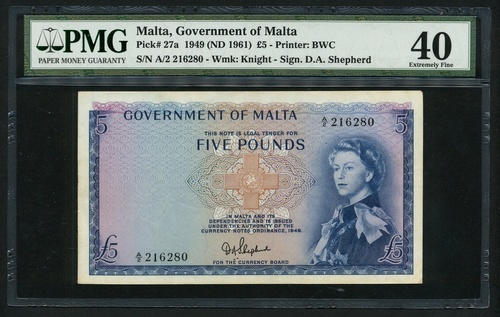 PMG
PAPER MONEY GUARANTY
Malta, Government of Malta
Pick# 27a 1949 (ND 1961) £5 - Printer: BWC
S/N A/2 216280 - Wmk: Knight - Sign. D.A. Shepherd
40
Extremely Fine
5
GOVERNMENT OF MALTA
A/2 216280
5
THIS NOTE IS LEGAL TENDER FOR
FIVE POUNDS
IN MALTA AND ITS
DEPENDENCIES AND IS ISSUED
UNDER THE AUTHORITY OF THE
CURRENCY NOTES ORDINANCE, 1949.
£5
A/2 216280
D A Shepherd
FOR THE CURRENCY BOARD
£5